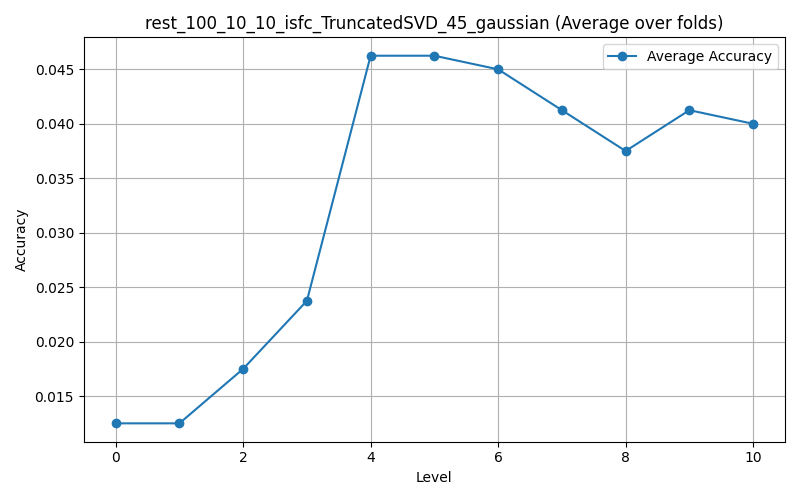 rest_100_10_10_isfc_TruncatedSVD_45_gaussian (Average over folds)
Average Accuracy
0.045
0.040
0.035
0.030
0.025
0.020
0.015
Accuracy
0 2 4 6 8 10
Level